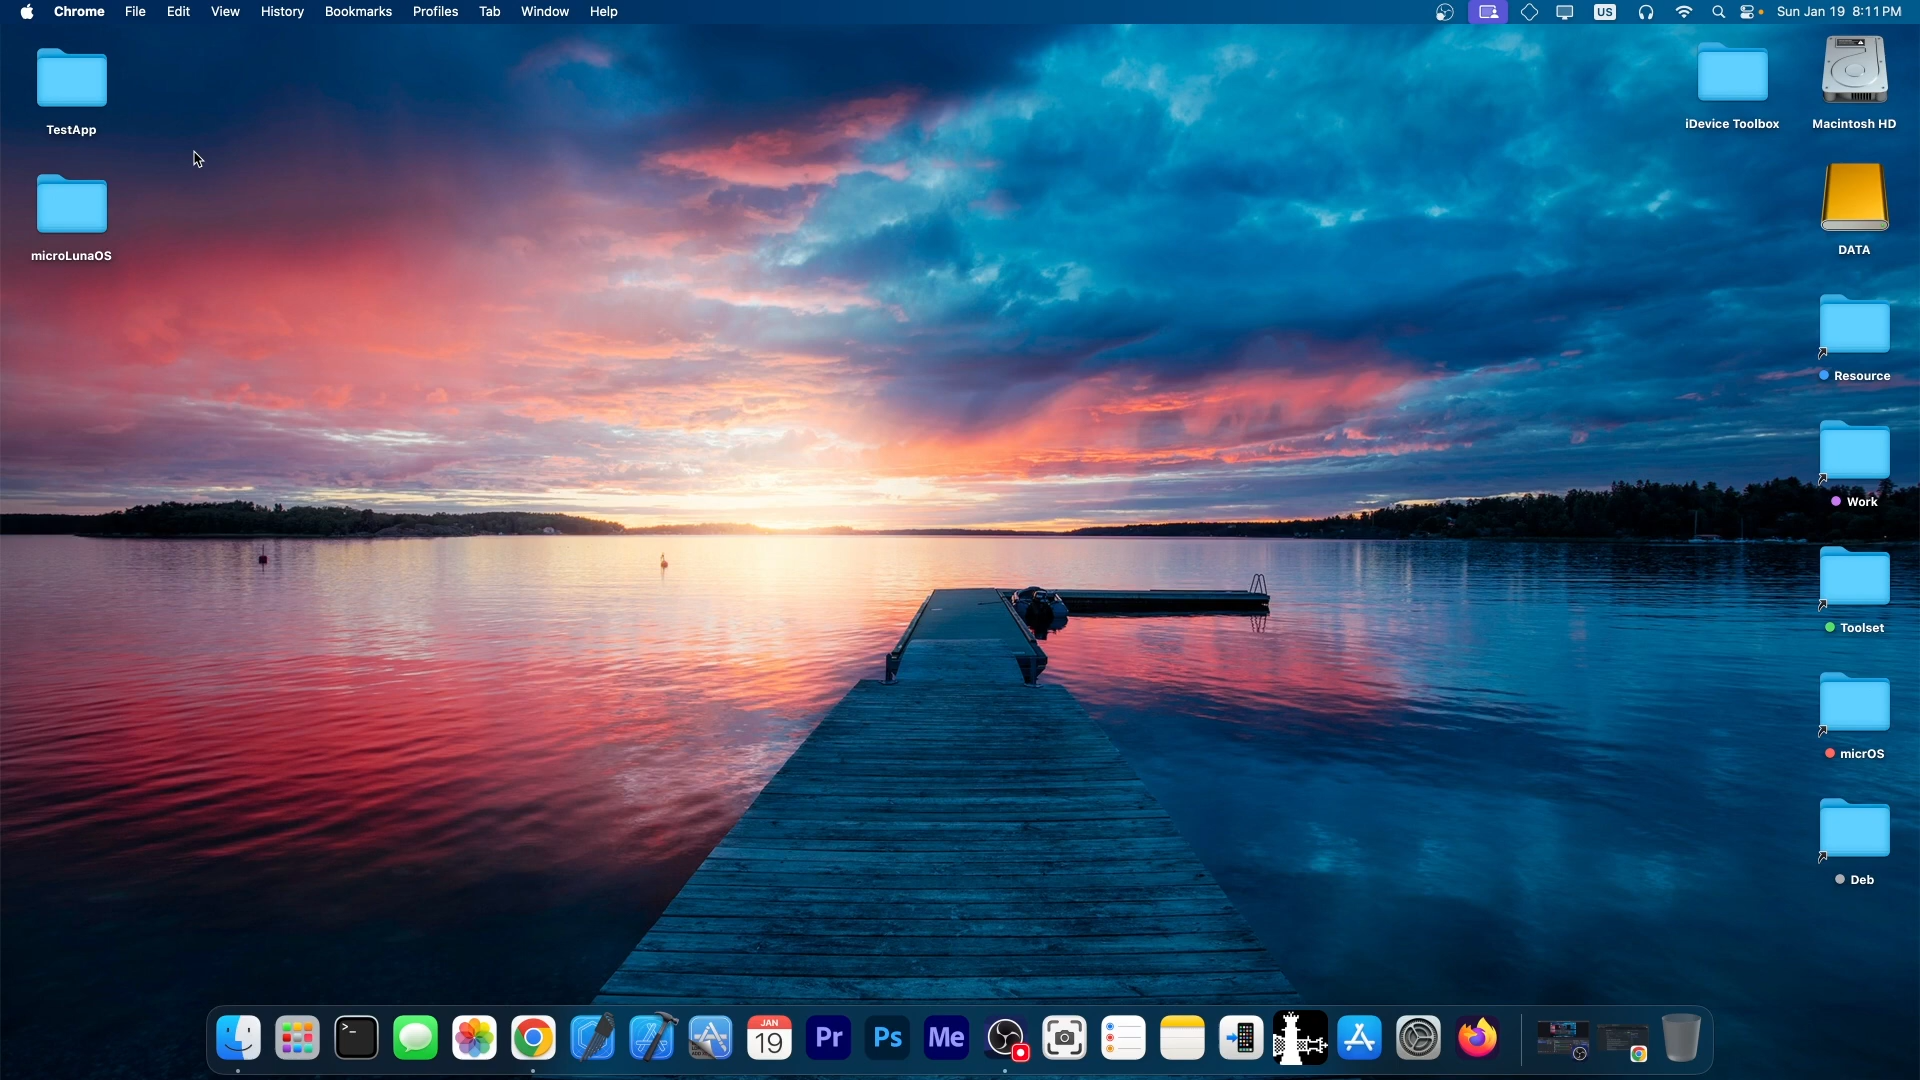 Chrome File Edit View History Bookmarks Profiles Tab Window Help US Sun Jan 19 8:11 PM
TestApp
iDevice Toolbox
Macintosh HD
microLunaOS
DATA
Resource
Work
Toolset
micrOS
Deb
>_
JAN
19
Pr
Ps
Me